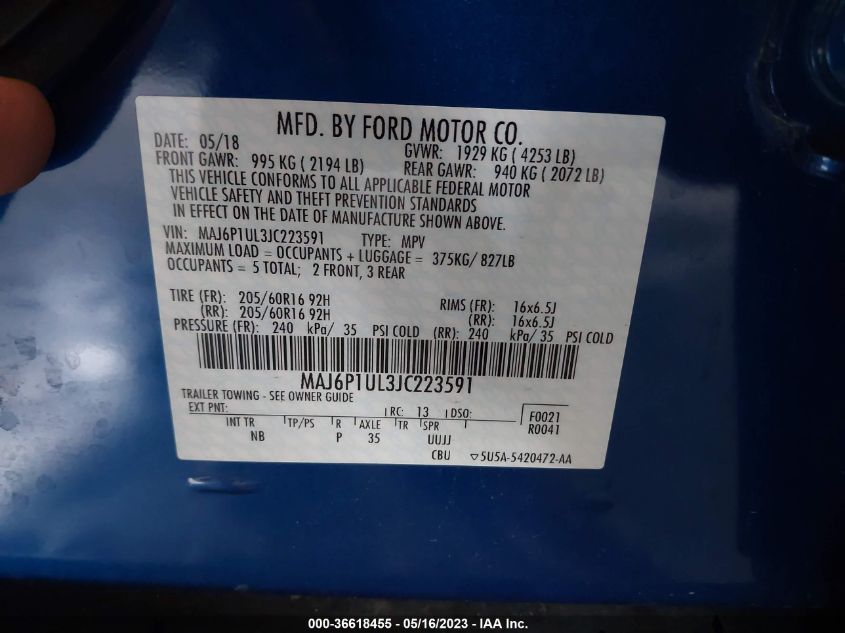 MFD. BY FORD MOTOR CO.
DATE: 05/18 GVWR: 1929 KG ( 4253 LB)
FRONT GAWR: 995 KG ( 2194 LB) REAR GAWR: 940 KG ( 2072 LB)
THIS VEHICLE CONFORMS TO ALL APPLICABLE FEDERAL MOTOR
VEHICLE SAFETY AND THEFT PREVENTION STANDARDS
IN EFFECT ON THE DATE OF MANUFACTURE SHOWN ABOVE.
VIN: MAJ6P1UL3JC223591 TYPE: MPV
MAXIMUM LOAD = OCCUPANTS + LUGGAGE = 375KG/ 827LB
OCCUPANTS = 5 TOTAL; 2 FRONT, 3 REAR
TIRE (FR): 205/60R16 92H RIMS (FR): 16x6.5J
(RR): 205/60R16 92H (RR): 16x6.5J
PRESSURE (FR): 240 kPa/ 35 PSI COLD (RR): 240 kPa/ 35 PSI COLD
MAJ6P1UL3JC223591
TRAILER TOWING - SEE OWNER GUIDE
EXT PNT: RC: 13 DSO: F0021
INT TR TP/PS R AXLE TR SPR R0041
NB P 35 UUJJ
CBU 5U5A-5420472-AA
000-36618455 - 05/16/2023 - IAA Inc.